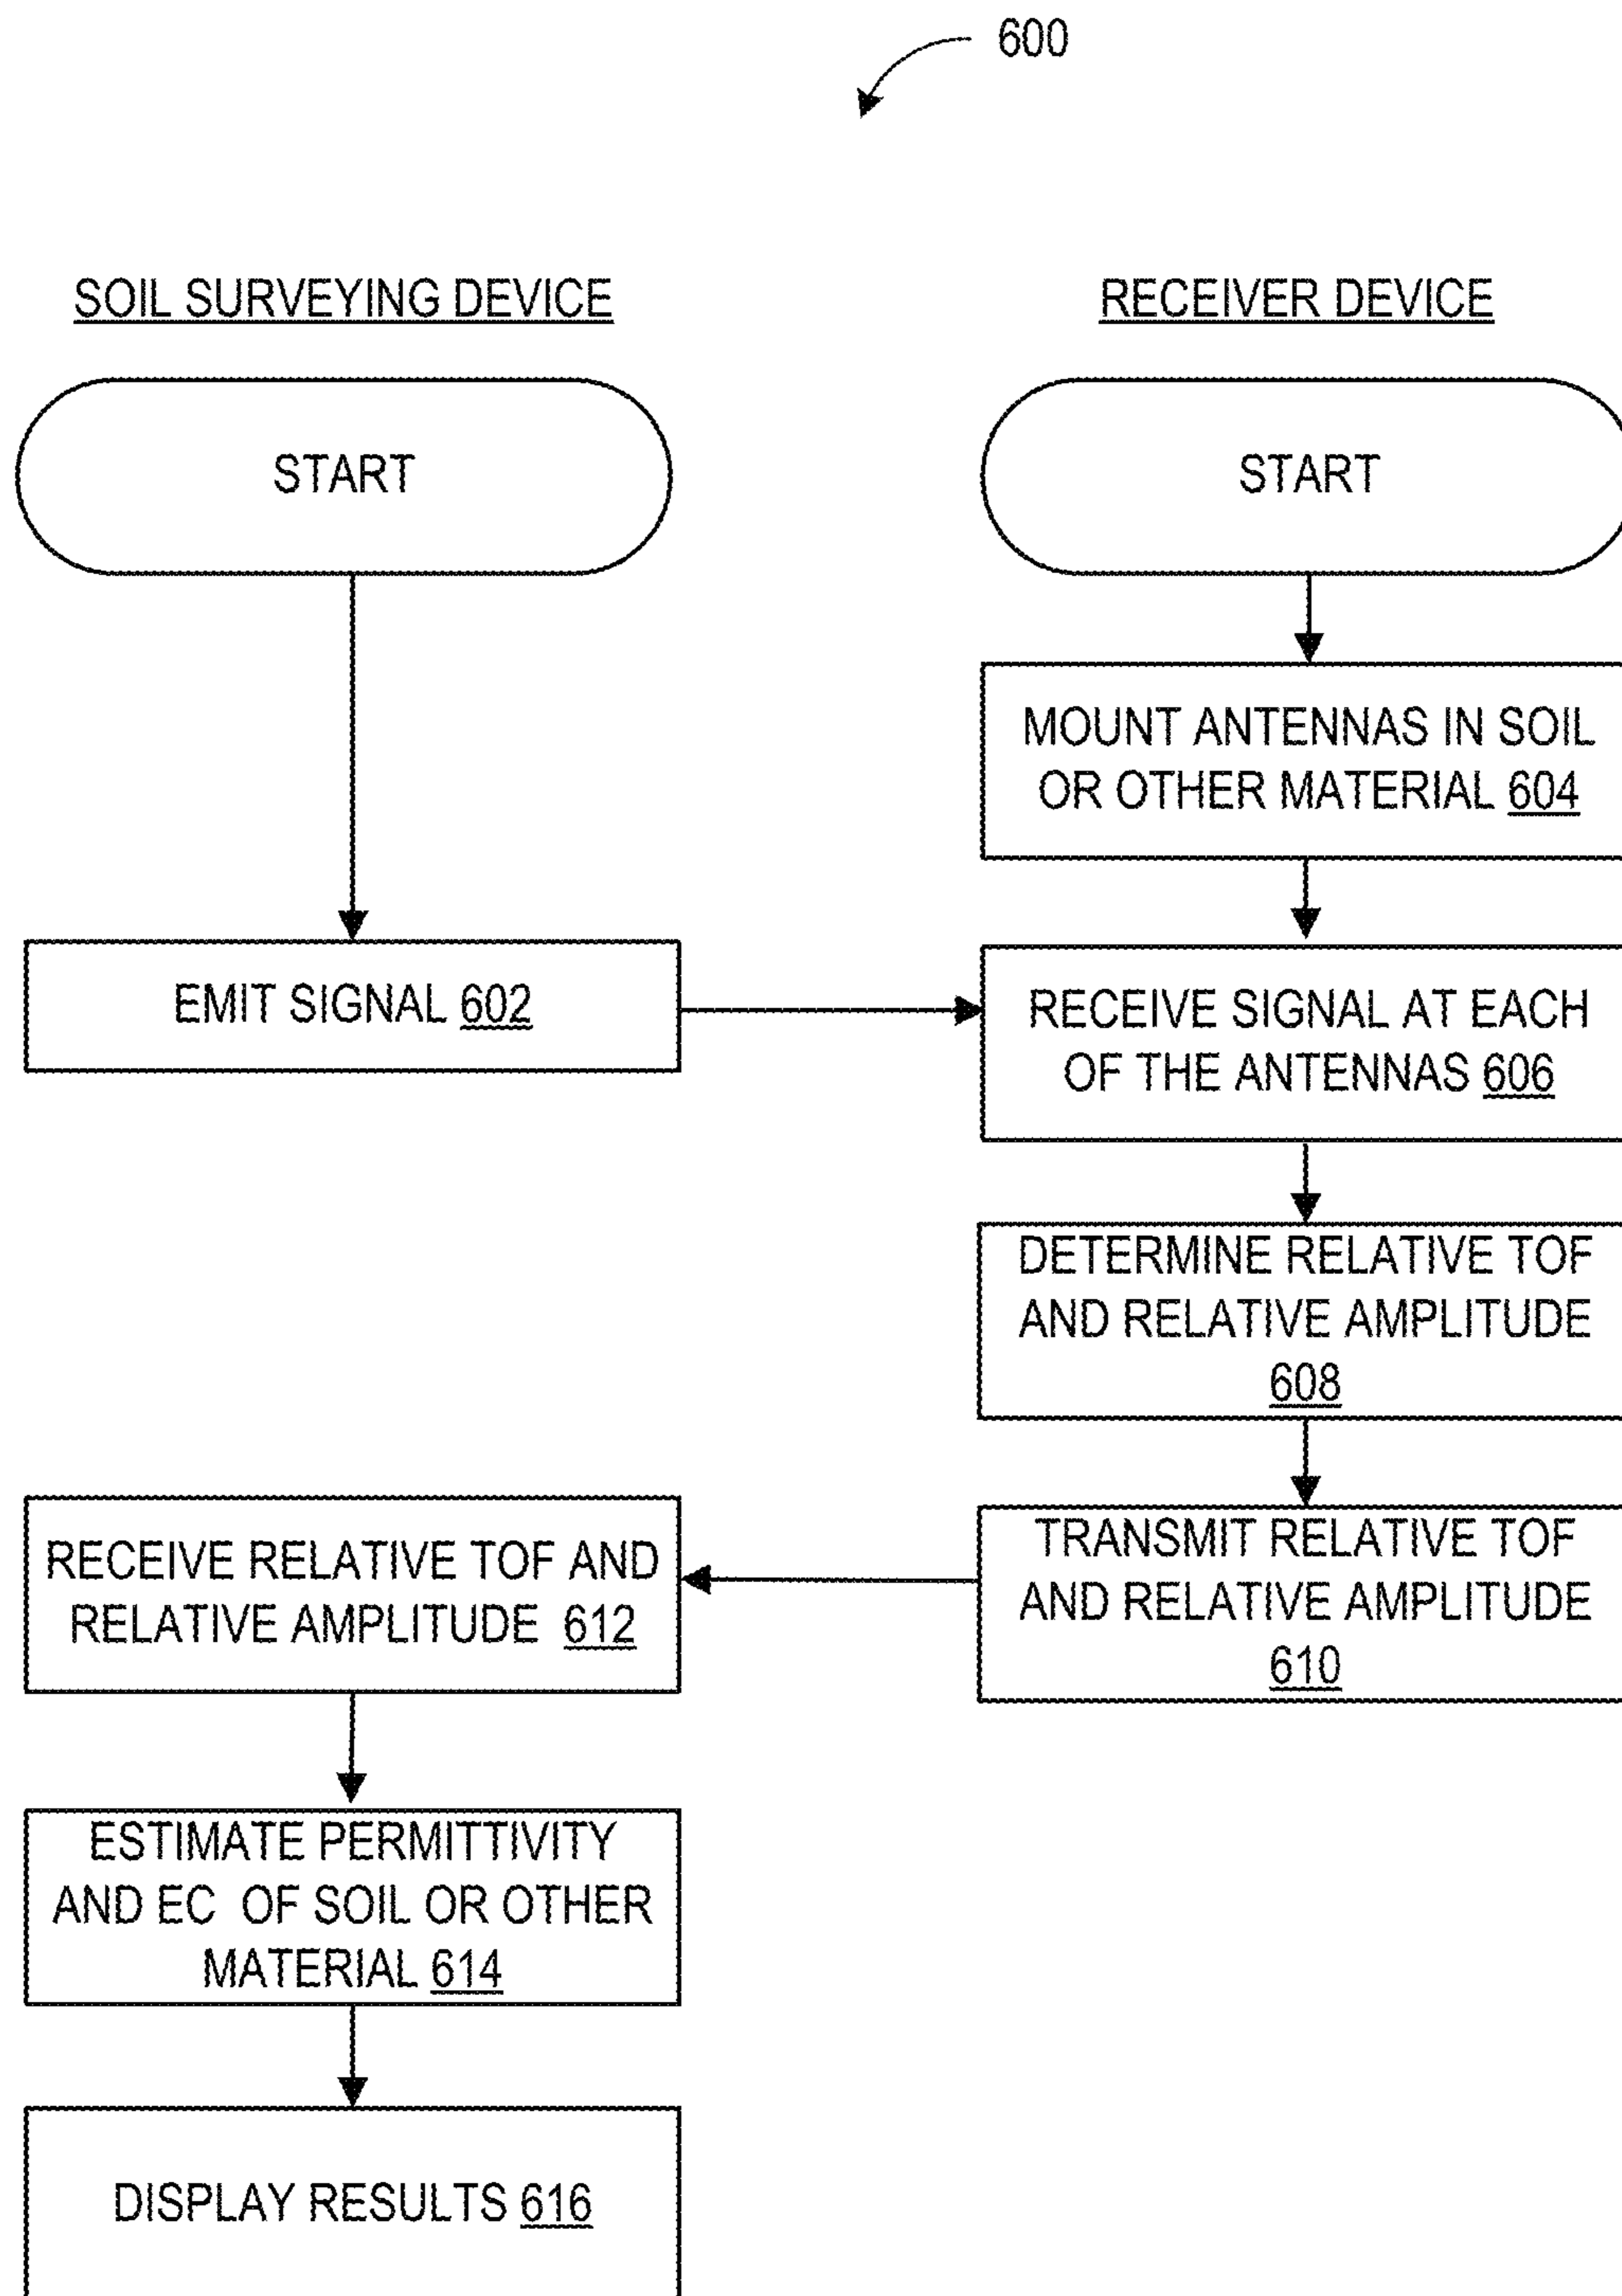 600
SOIL SURVEYING DEVICE
RECEIVER DEVICE
START
START
MOUNT ANTENNAS IN SOIL
OR OTHER MATERIAL 604
EMIT SIGNAL 602
RECEIVE SIGNAL AT EACH
OF THE ANTENNAS 606
DETERMINE RELATIVE TOF
AND RELATIVE AMPLITUDE
608
TRANSMIT RELATIVE TOF
AND RELATIVE AMPLITUDE
610
RECEIVE RELATIVE TOF AND
RELATIVE AMPLITUDE 612
ESTIMATE PERMITTIVITY
AND EC OF SOIL OR OTHER
MATERIAL 614
DISPLAY RESULTS 616